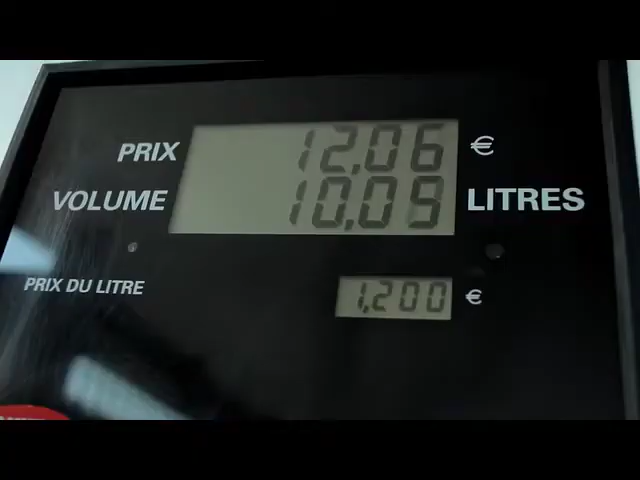 PRIX 12,06 €
VOLUME 10,09 LITRES
PRIX DU LITRE 1,200 €